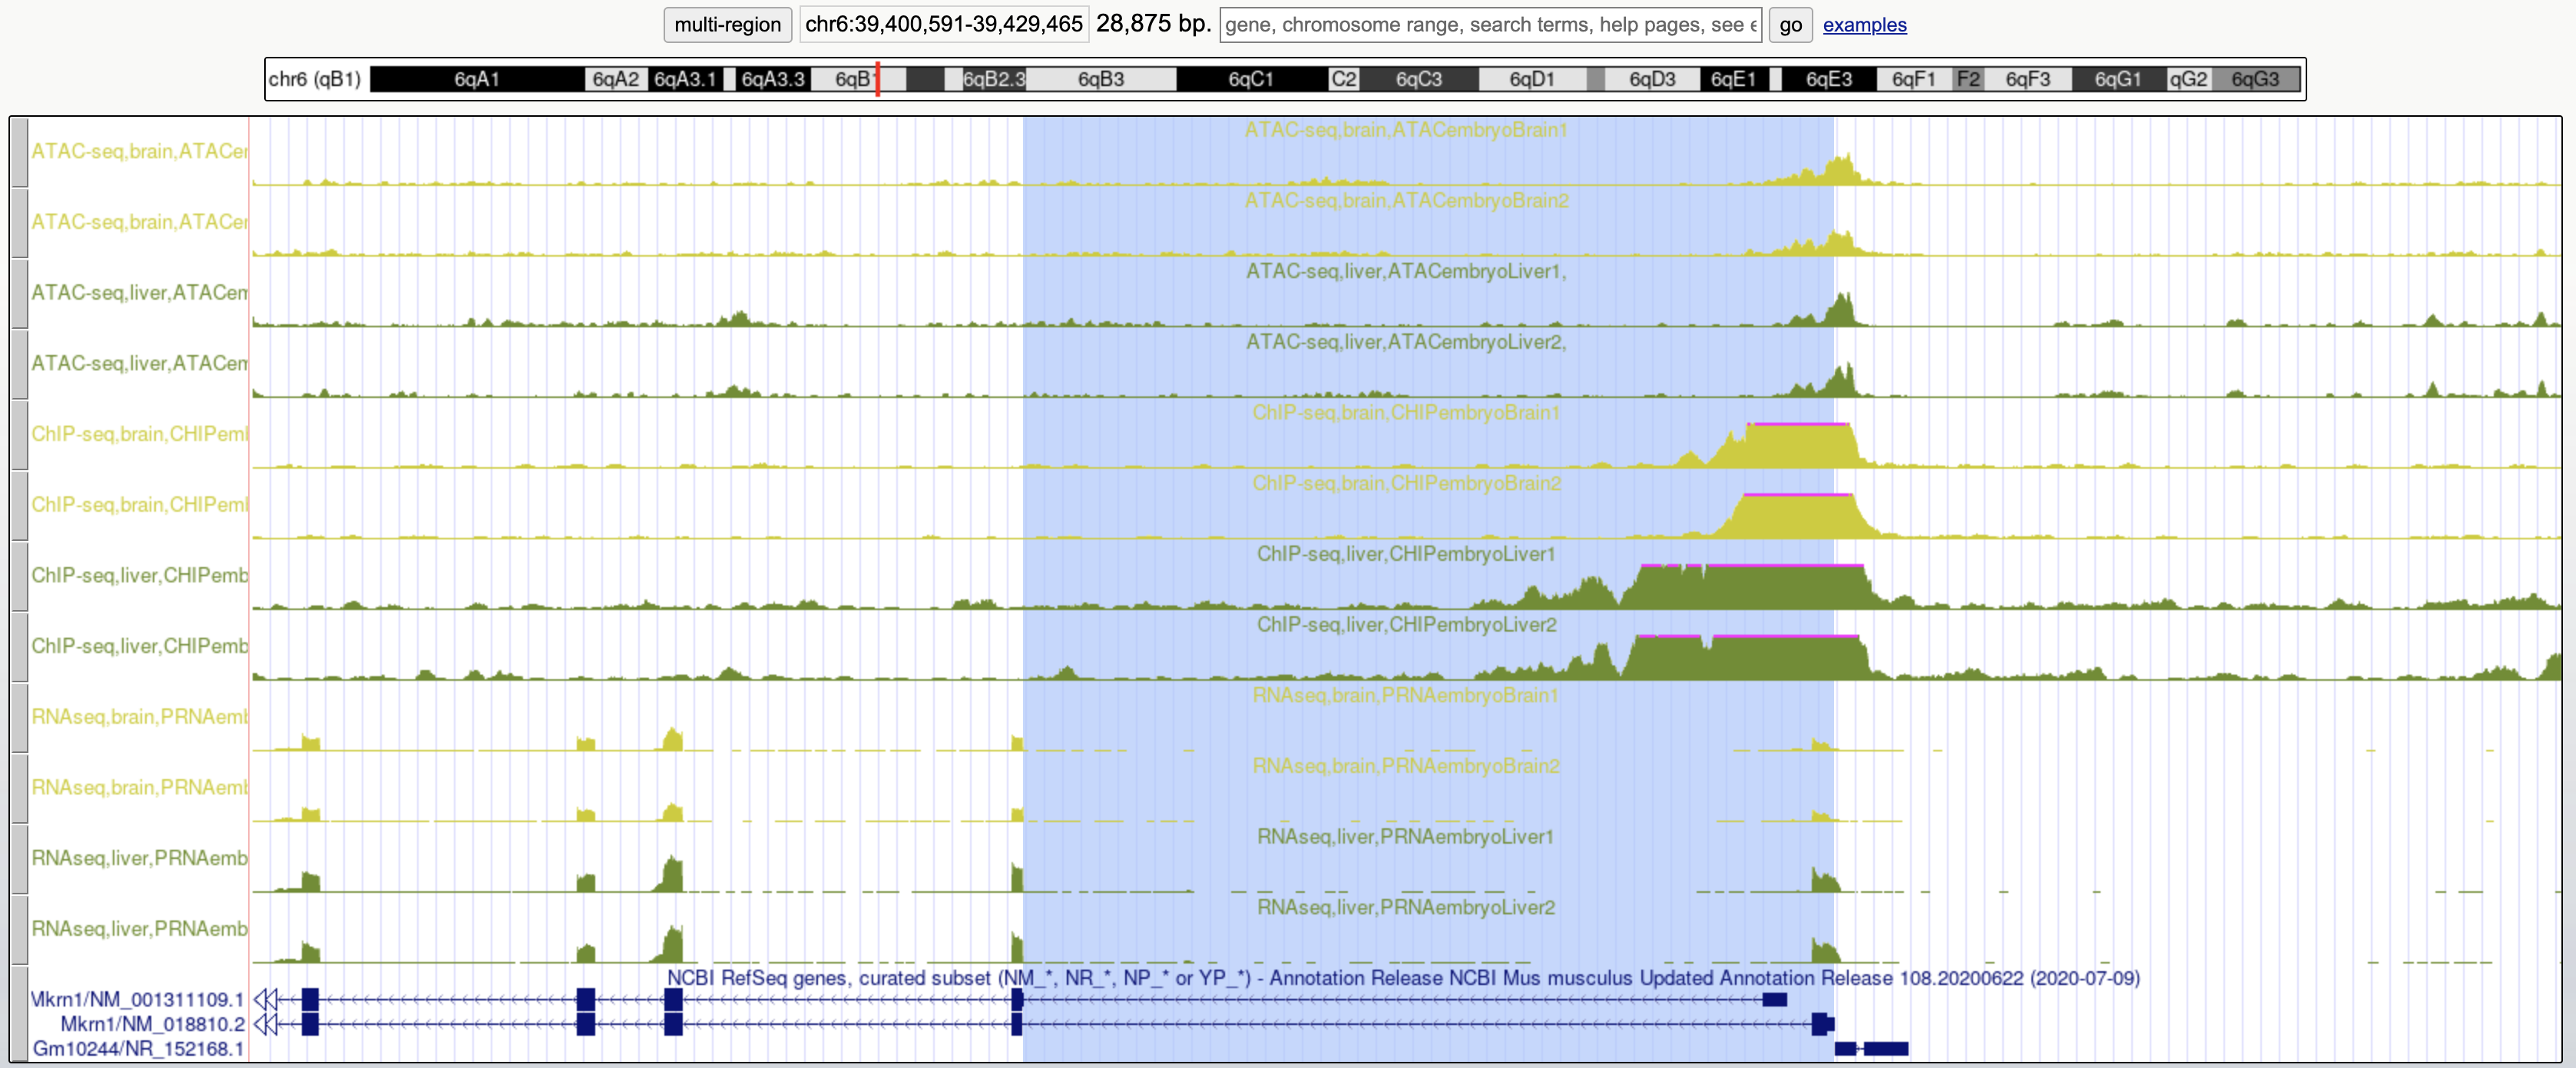 multi-region chr6:39,400,591-39,429,465 28,875 bp. gene, chromosome range, search terms, help pages, see e go examples
chr6 (qB1) 6qA1 6qA2 6qA3.1 6qA3.3 6qB1 6qB2.3 6qB3 6qC1 C2 6qC3 6qD1 6qD3 6qE1 6qE3 6qF1 F2 6qF3 6qG1 qG2 6qG3
ATAC-seq,brain,ATACembryoBrain1
ATAC-seq,brain,ATACer
ATAC-seq,brain,ATACembryoBrain2
ATAC-seq,brain,ATACer
ATAC-seq,liver,ATACembryoLiver1,
ATAC-seq,liver,ATACem
ATAC-seq,liver,ATACembryoLiver2,
ATAC-seq,liver,ATACem
ChIP-seq,brain,CHIPembryoBrain1
ChIP-seq,brain,CHIPeml
ChIP-seq,brain,CHIPembryoBrain2
ChIP-seq,brain,CHIPeml
ChIP-seq,liver,CHIPembryoLiver1
ChIP-seq,liver,CHIPemb
ChIP-seq,liver,CHIPembryoLiver2
ChIP-seq,liver,CHIPemb
RNAseq,brain,PRNAembryoBrain1
RNAseq,brain,PRNAemb
RNAseq,brain,PRNAembryoBrain2
RNAseq,brain,PRNAemb
RNAseq,liver,PRNAembryoLiver1
RNAseq,liver,PRNAemb
RNAseq,liver,PRNAembryoLiver2
RNAseq,liver,PRNAemb
NCBI RefSeq genes, curated subset (NM_*, NR_*, NP_* or YP_*) - Annotation Release NCBI Mus musculus Updated Annotation Release 108.20200622 (2020-07-09)
Mkrn1/NM_001311109.1
Mkrn1/NM_018810.2
Gm10244/NR_152168.1